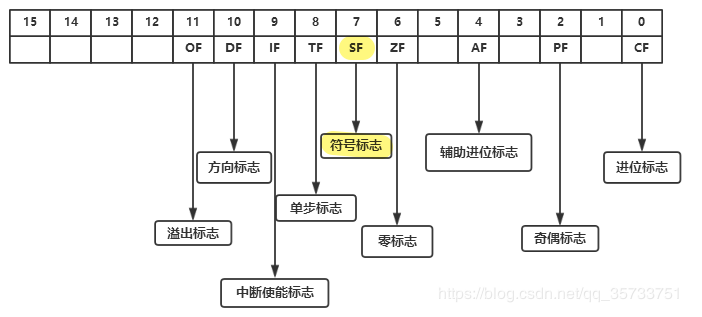 15 14 13 12 11 10 9 8 7 6 5 4 3 2 1 0
OF DF IF TF SF ZF AF PF CF
符号标志
辅助进位标志
方向标志
进位标志
单步标志
溢出标志
零标志
奇偶标志
中断使能标志
https://blog.csdn.net/qq_35733751